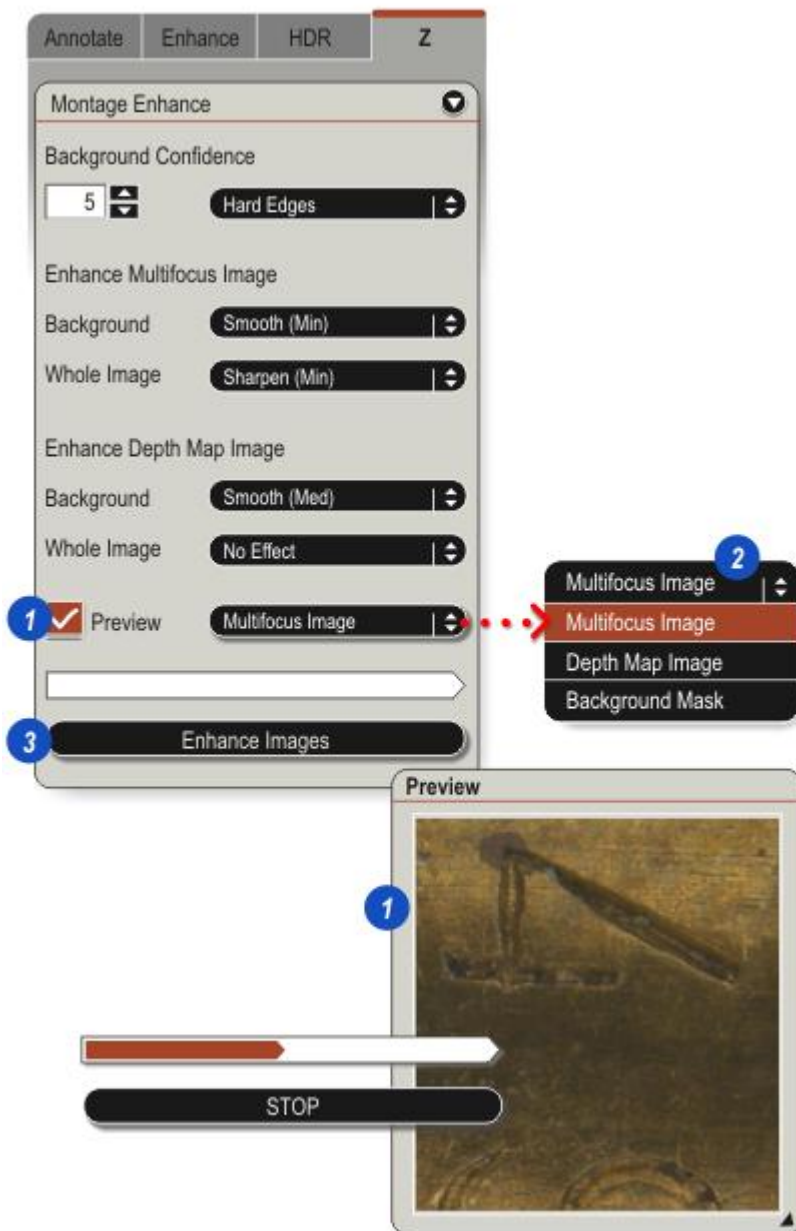 Annotate Enhance HDR Z
Montage Enhance
Background Confidence
5 Hard Edges
Enhance Multifocus Image
Background Smooth (Min)
Whole Image Sharpen (Min)
Enhance Depth Map Image
Background Smooth (Med)
Whole Image No Effect
1 Preview Multifocus Image
3 Enhance Images
2
Multifocus Image
Multifocus Image
Depth Map Image
Background Mask
Preview
1
STOP